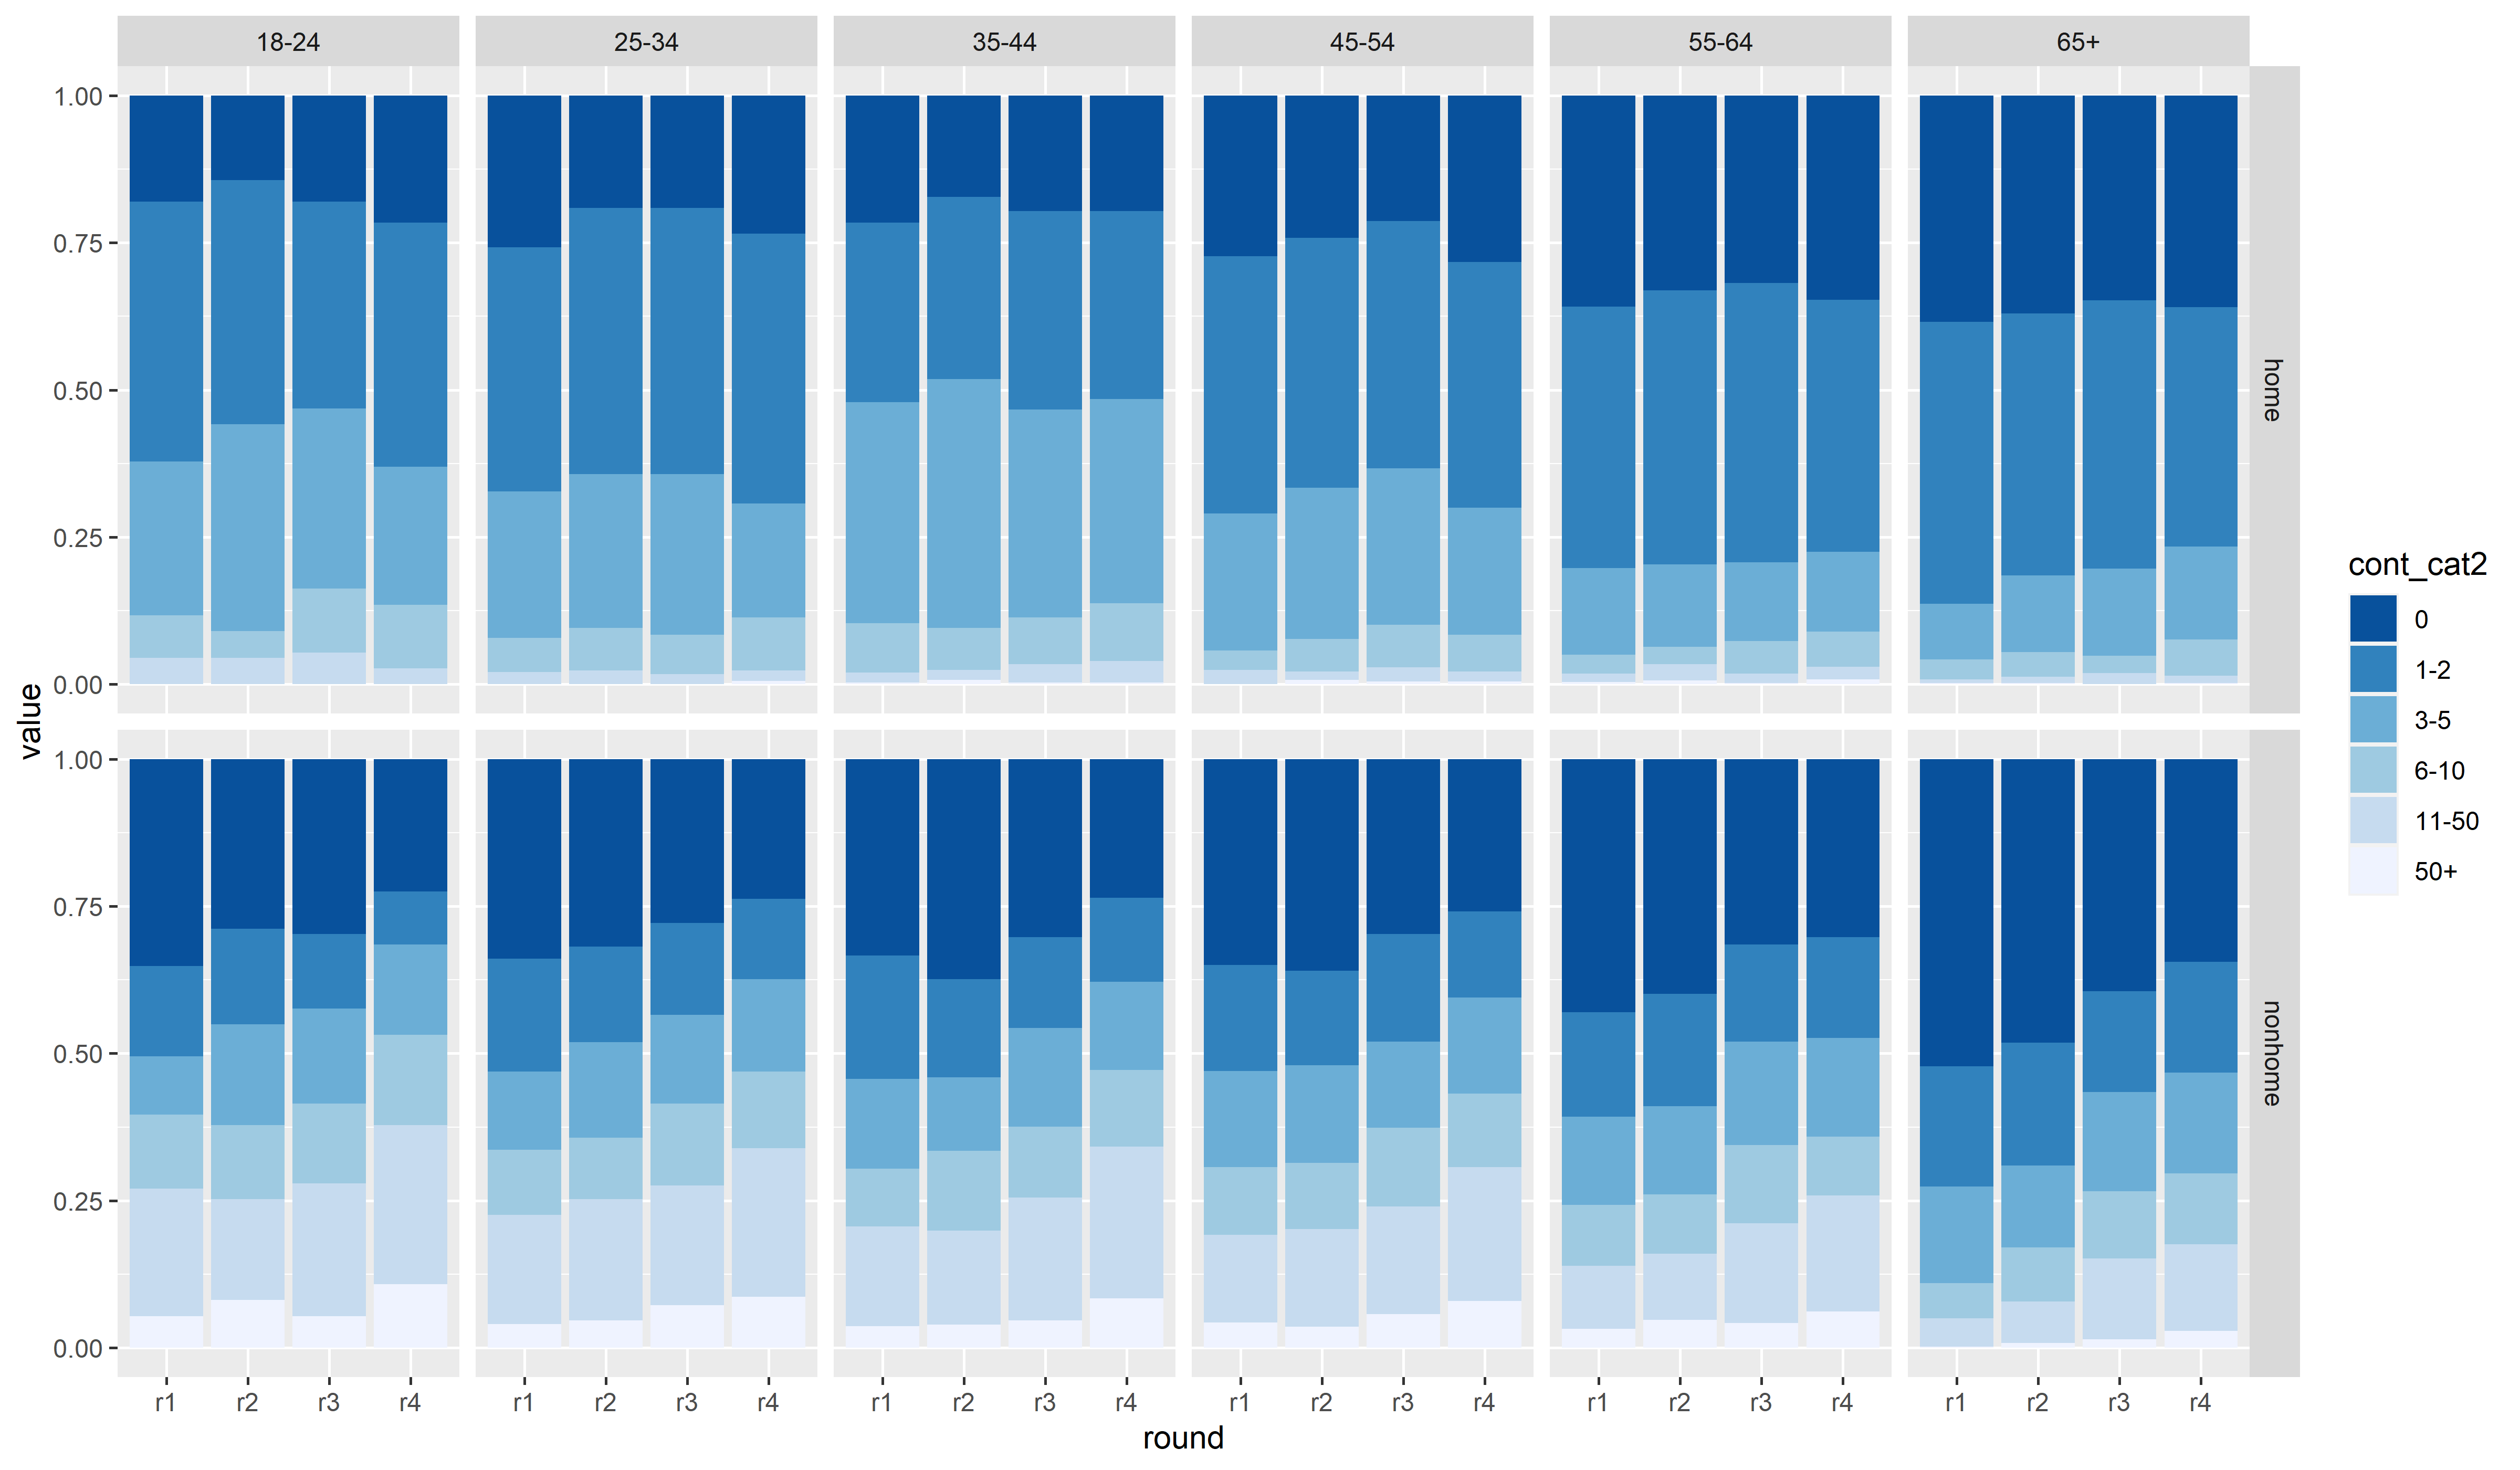 18-24 25-34 35-44 45-54 55-64 65+
1.00
0.75
0.50
0.25
0.00
home
value
1.00
0.75
0.50
0.25
0.00
nonhome
r1 r2 r3 r4 r1 r2 r3 r4 r1 r2 r3 r4 r1 r2 r3 r4 r1 r2 r3 r4 r1 r2 r3 r4
round
cont_cat2
0
1-2
3-5
6-10
11-50
50+